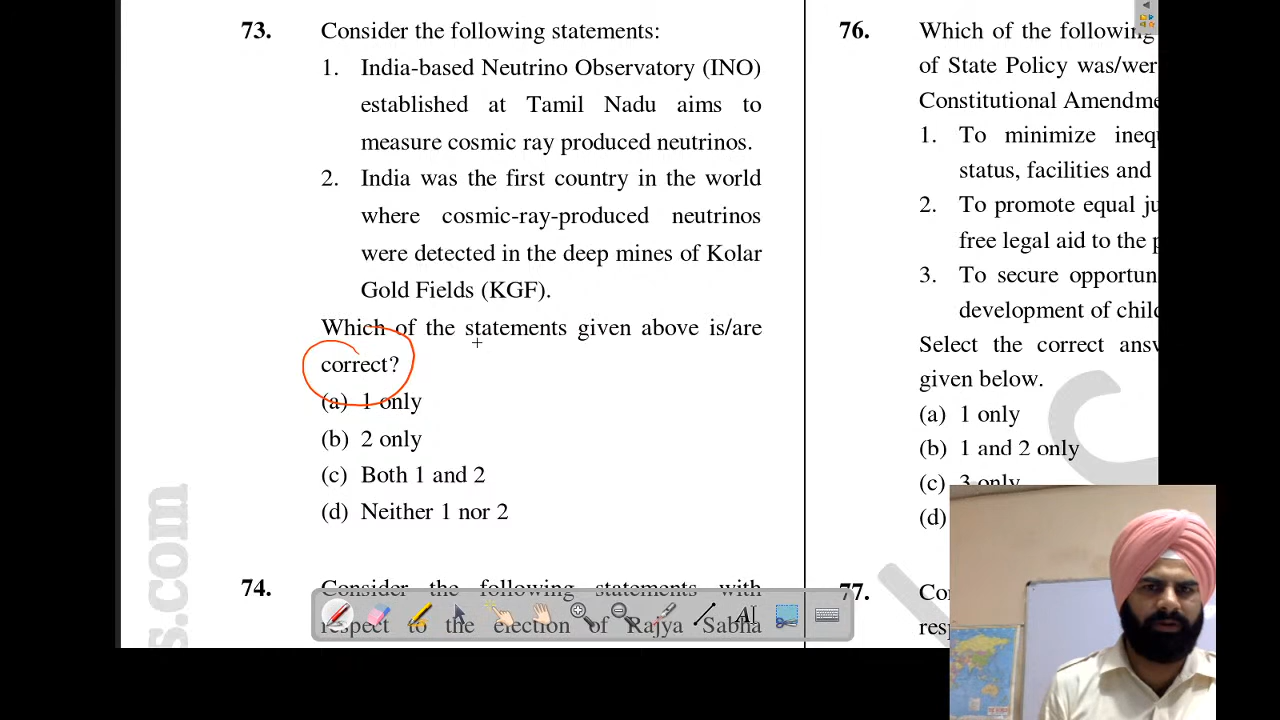 73. Consider the following statements:
1. India-based Neutrino Observatory (INO)
established at Tamil Nadu aims to
measure cosmic ray produced neutrinos.
2. India was the first country in the world
where cosmic-ray-produced neutrinos
were detected in the deep mines of Kolar
Gold Fields (KGF).
Which of the statements given above is/are
correct?
(a) 1 only
(b) 2 only
(c) Both 1 and 2
(d) Neither 1 nor 2
74. Consider the following statements with
respect to the election of Rajya Sabha
76. Which of the following
of State Policy was/wer
Constitutional Amendme
1. To minimize ineq
status, facilities and
2. To promote equal ju
free legal aid to the p
3. To secure opportun
development of chil
Select the correct answ
given below.
(a) 1 only
(b) 1 and 2 only
(c) 3 only
(d)
77. Co
res
s.com